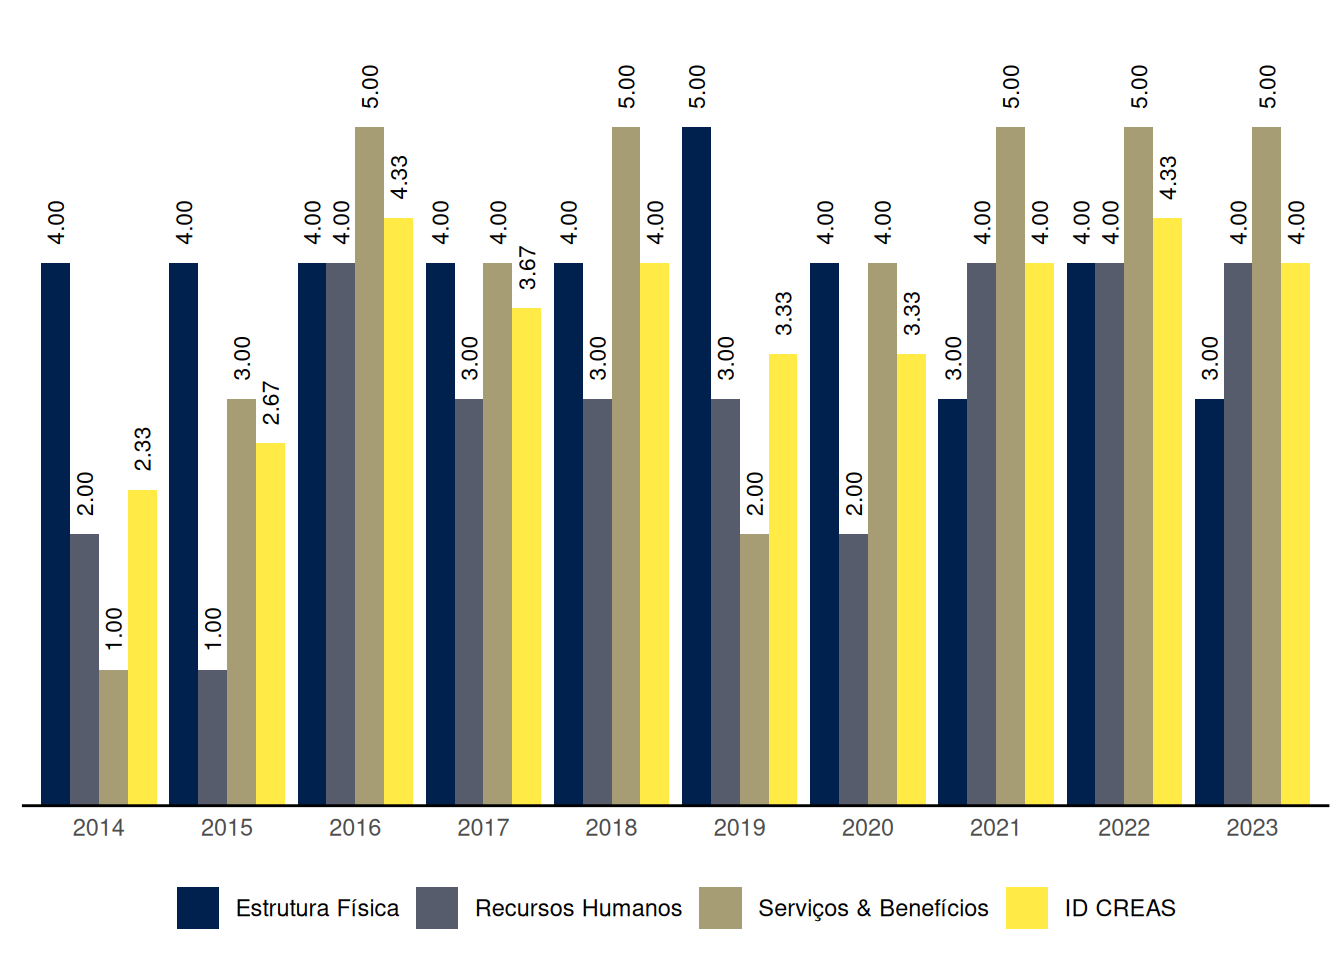 5.00 5.00 5.00 5.00 5.00 5.00
4.33 4.33
4.00 4.00 4.00 4.00 4.00 4.00 4.00 4.00 4.00 4.00 4.00 4.00 4.00 4.00 4.00 4.00
3.67
3.33 3.33
3.00 3.00 3.00 3.00 3.00 3.00
2.67
2.33
2.00 2.00 2.00
1.00 1.00
2014 2015 2016 2017 2018 2019 2020 2021 2022 2023
Estrutura Física Recursos Humanos Serviços & Benefícios ID CREAS